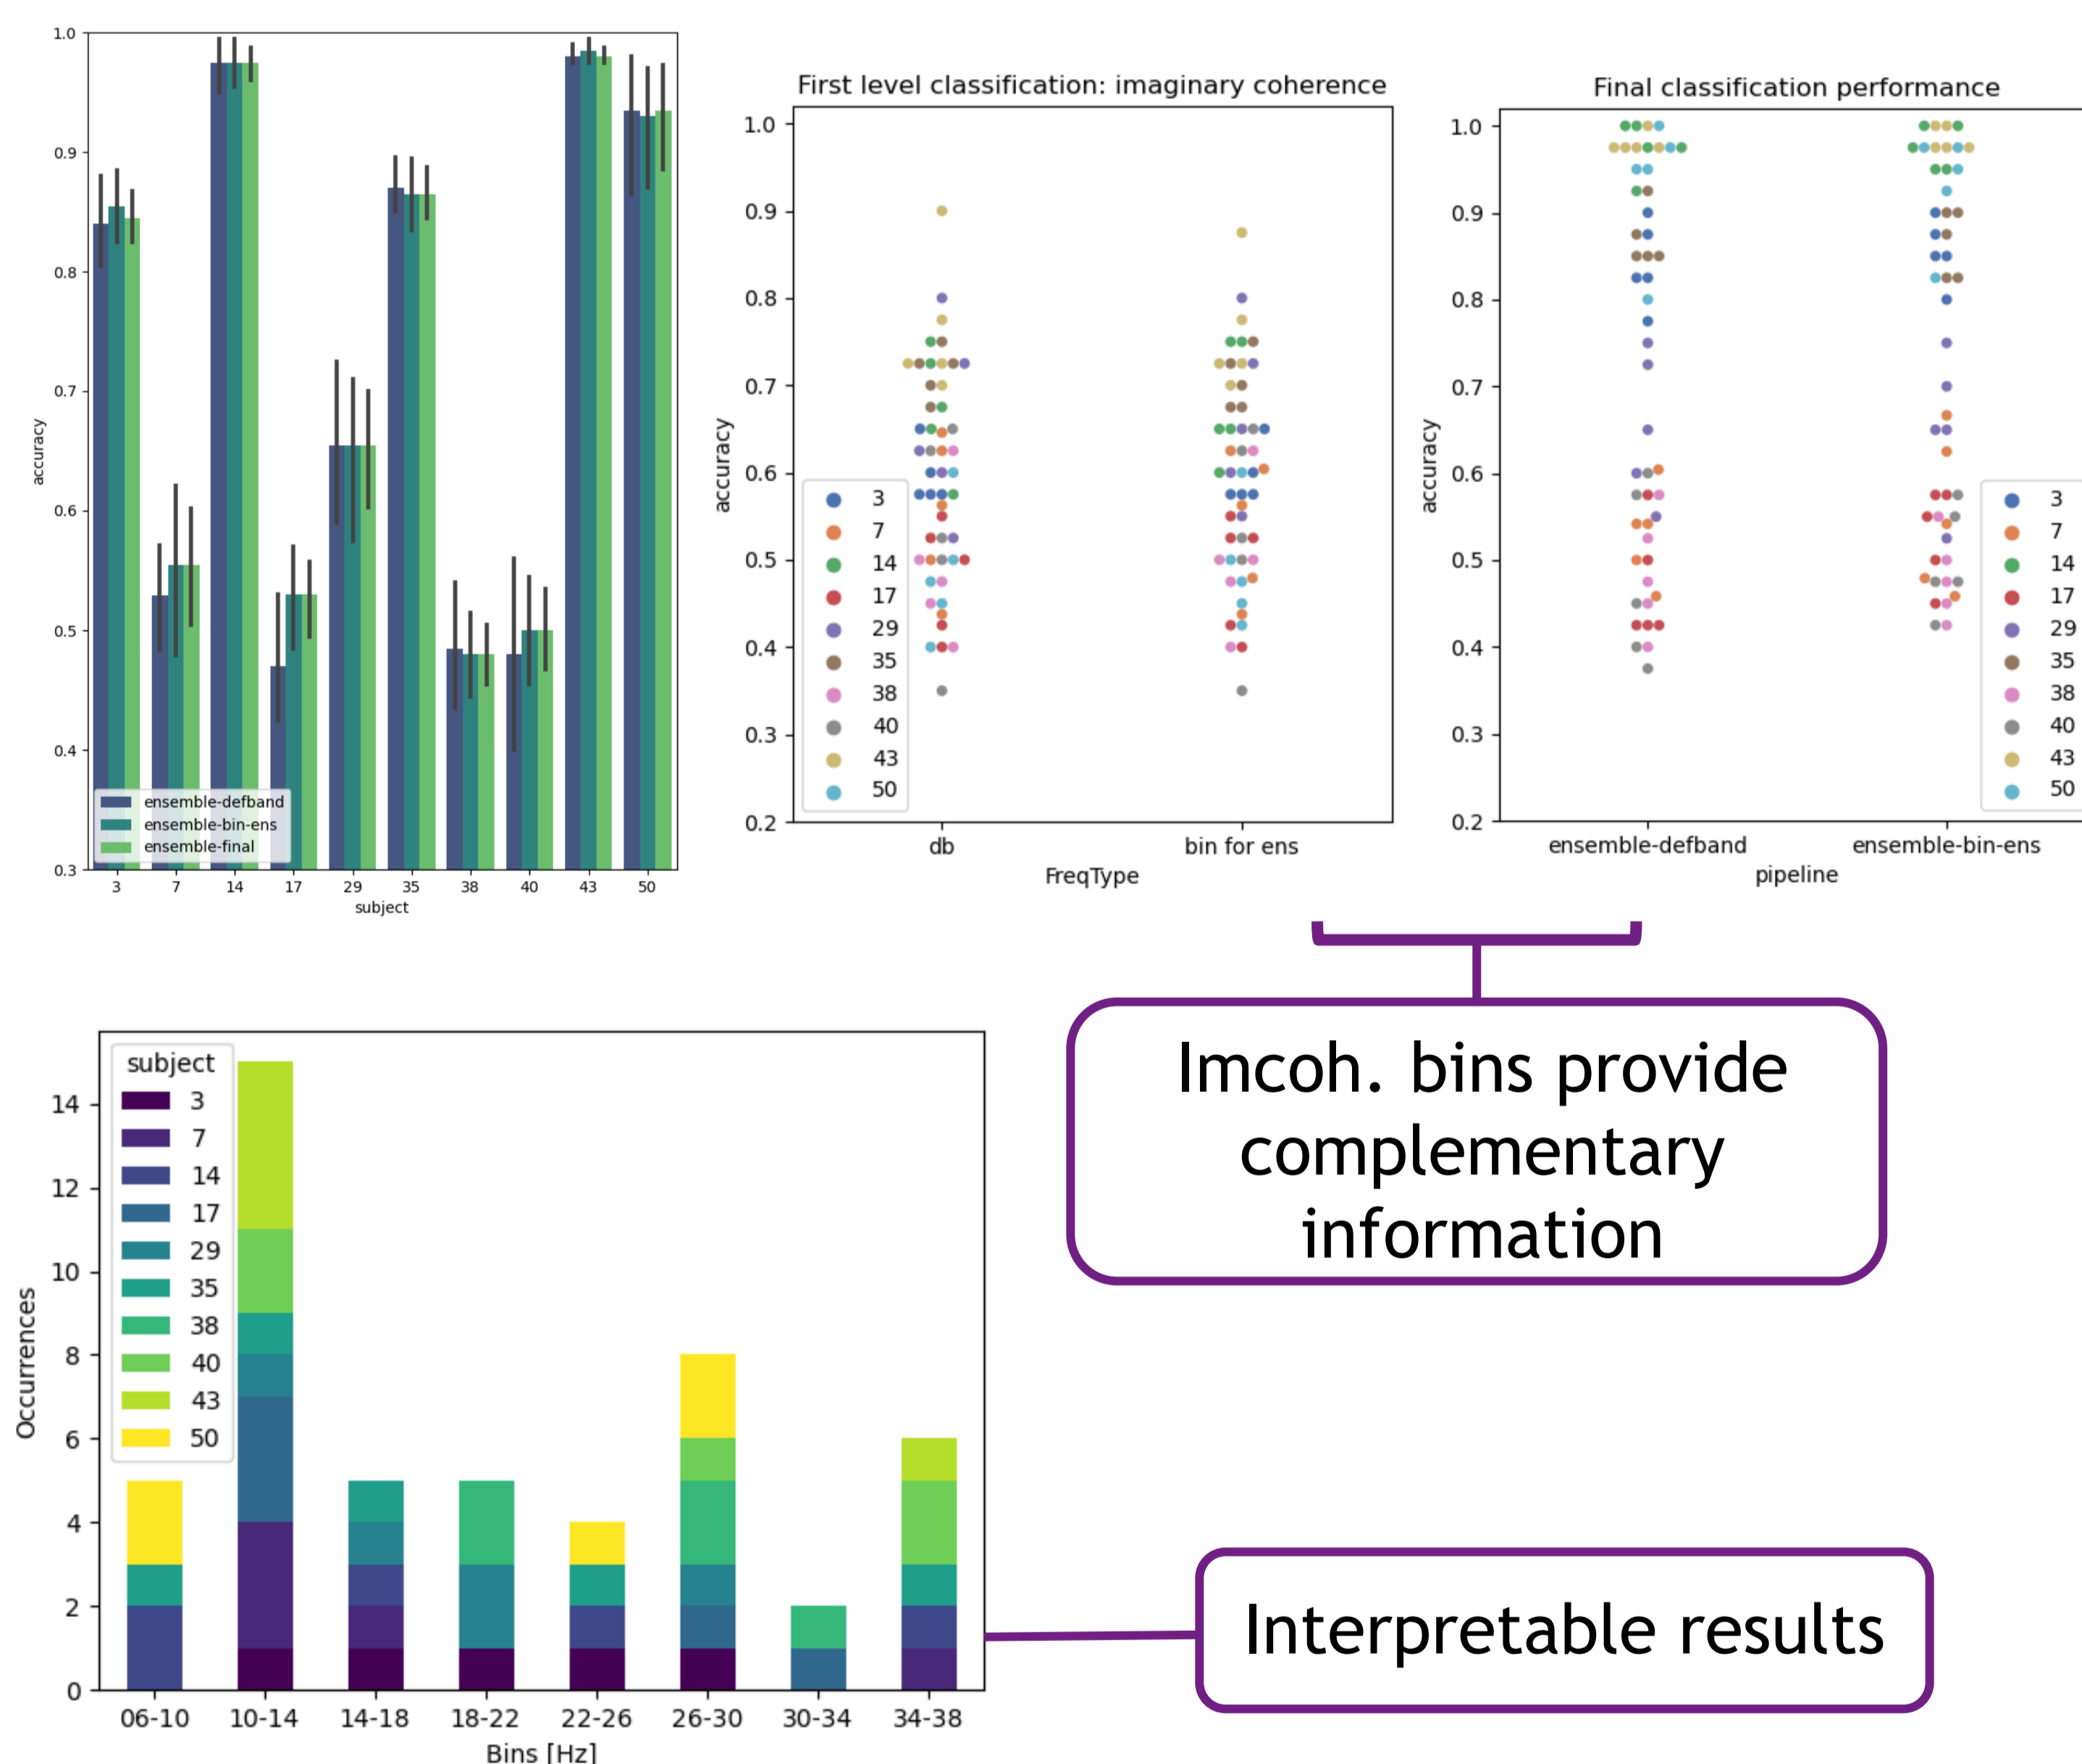 1.0
0.9
0.8
0.7
0.6
0.5
0.4
0.3
accuracy
ensemble-defband
ensemble-bin-ens
ensemble-final
3 7 14 17 29 35 38 40 43 50
subject
First level classification: imaginary coherence
1.0
0.9
0.8
0.7
0.6
0.5
0.4
0.3
0.2
accuracy
3
7
14
17
29
35
38
40
43
50
db bin for ens
FreqType
Final classification performance
1.0
0.9
0.8
0.7
0.6
0.5
0.4
0.3
0.2
accuracy
3
7
14
17
29
35
38
40
43
50
ensemble-defband ensemble-bin-ens
pipeline
Imcoh. bins provide
complementary
information
14
12
10
8
6
4
2
0
Occurrences
subject
3
7
14
17
29
35
38
40
43
50
06-10 10-14 14-18 18-22 22-26 26-30 30-34 34-38
Bins [Hz]
Interpretable results